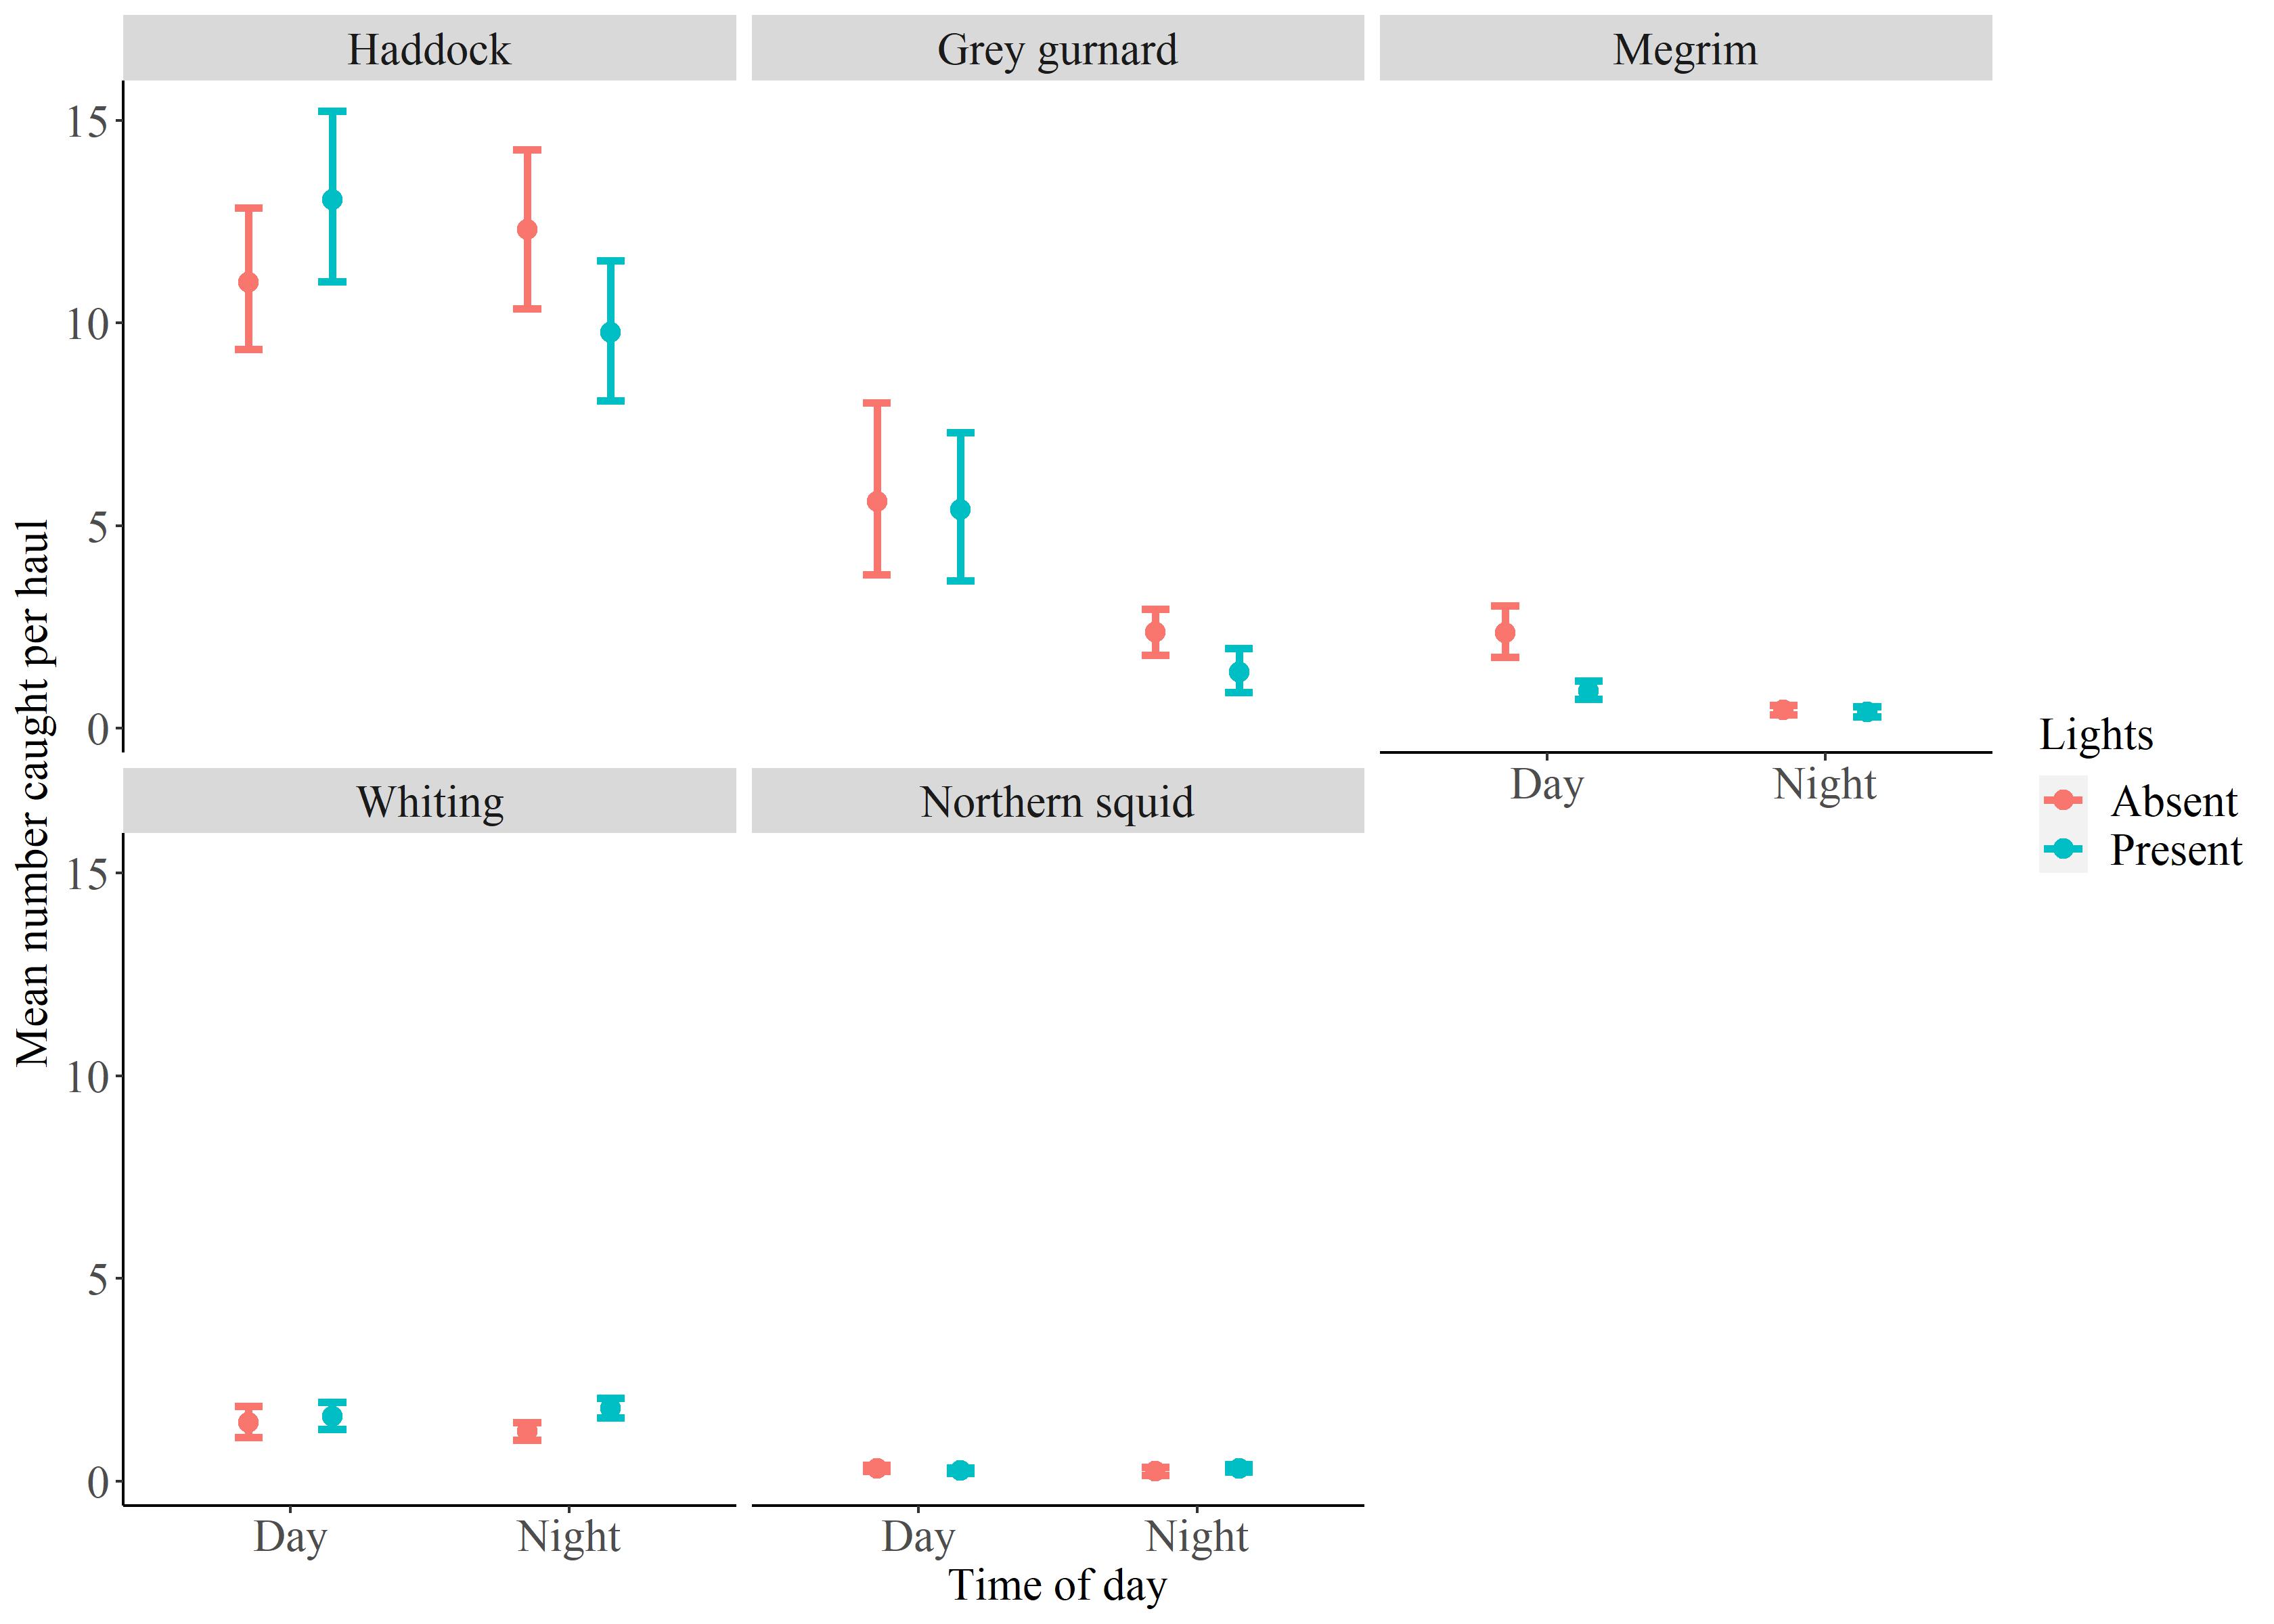 Haddock
Grey gurnard
Megrim
15
10
5
0
Day
Night
Whiting
Northern squid
15
10
5
0
Day
Night
Day
Night
Mean number caught per haul
Time of day
Lights
Absent
Present